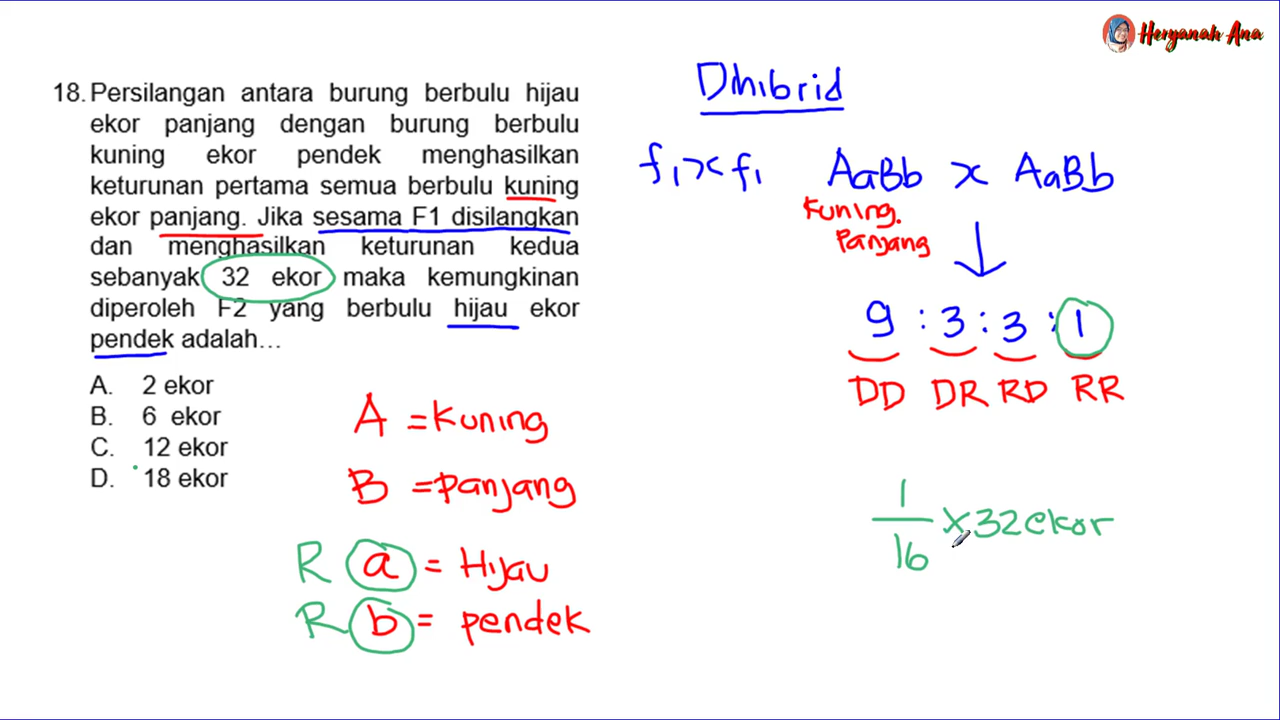 Heryanah Ana
18. Persilangan antara burung berbulu hijau
ekor panjang dengan burung berbulu
kuning ekor pendek menghasilkan
keturunan pertama semua berbulu kuning
ekor panjang. Jika sesama F1 disilangkan
dan menghasilkan keturunan kedua
sebanyak 32 ekor maka kemungkinan
diperoleh F2 yang berbulu hijau ekor
pendek adalah...
A. 2 ekor
B. 6 ekor
C. 12 ekor
D. 18 ekor
A = Kuning
B = Panjang
R a = Hijau
R b = pendek
Dhibrid
f1 x f1 AaBb x AaBb
Kuning.
Panjang
9 : 3 : 3 : 1
DD DR RD RR
1
16 x 32 ekor